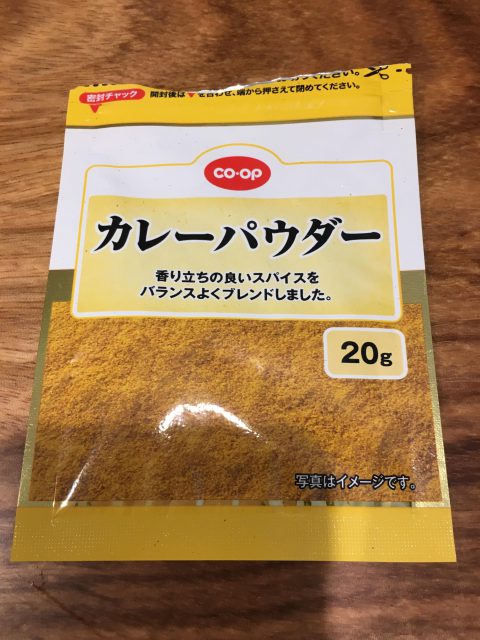 密封チャック
開封後は▼を合わせ、端から押さえて閉めてください。
CO·OP
カレーパウダー
香り立ちの良いスパイスを
バランスよくブレンドしました。
20g
写真はイメージです。